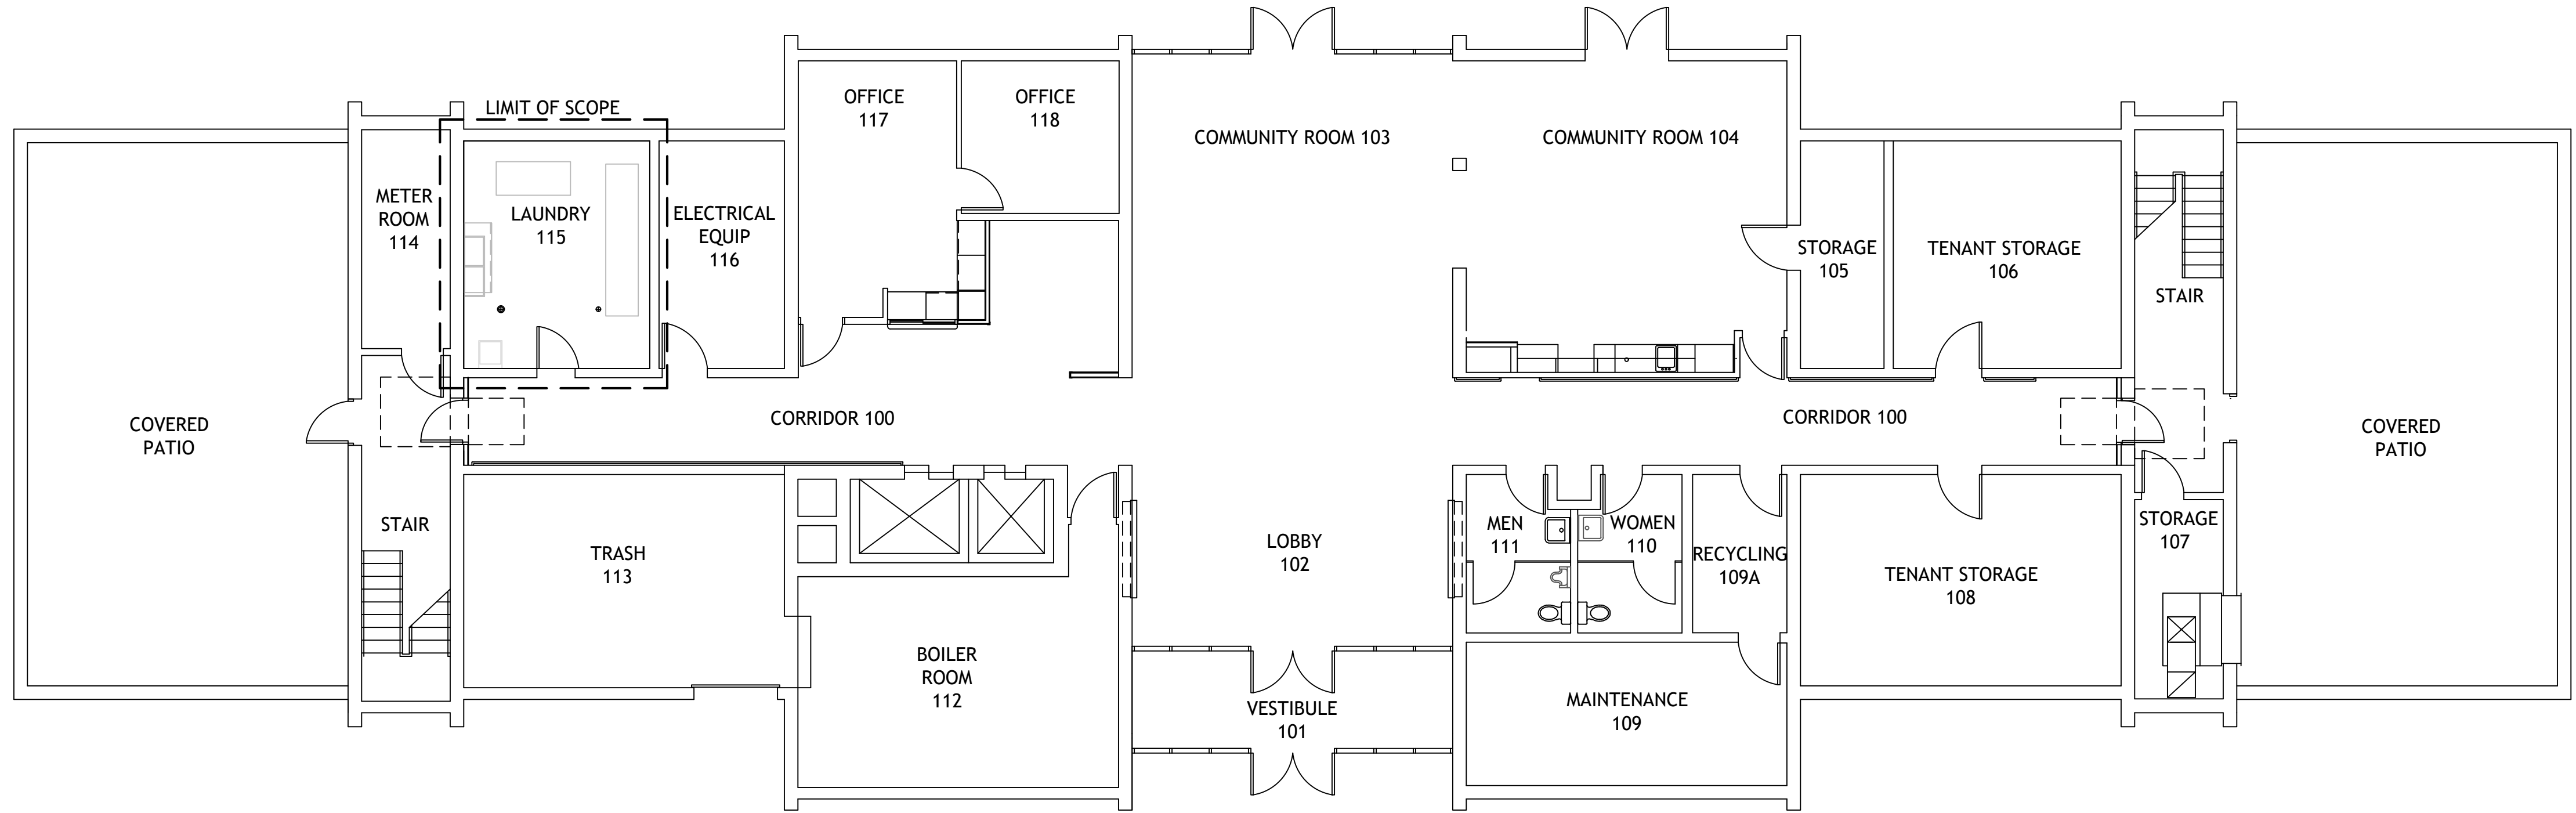 LIMIT OF SCOPE
OFFICE
117
OFFICE
118
COMMUNITY ROOM 103
COMMUNITY ROOM 104
METER
ROOM
114
LAUNDRY
115
ELECTRICAL
EQUIP
116
STORAGE
105
TENANT STORAGE
106
STAIR
COVERED
PATIO
CORRIDOR 100
CORRIDOR 100
COVERED
PATIO
STAIR
TRASH
113
LOBBY
102
MEN
111
WOMEN
110
RECYCLING
109A
TENANT STORAGE
108
STORAGE
107
BOILER
ROOM
112
VESTIBULE
101
MAINTENANCE
109